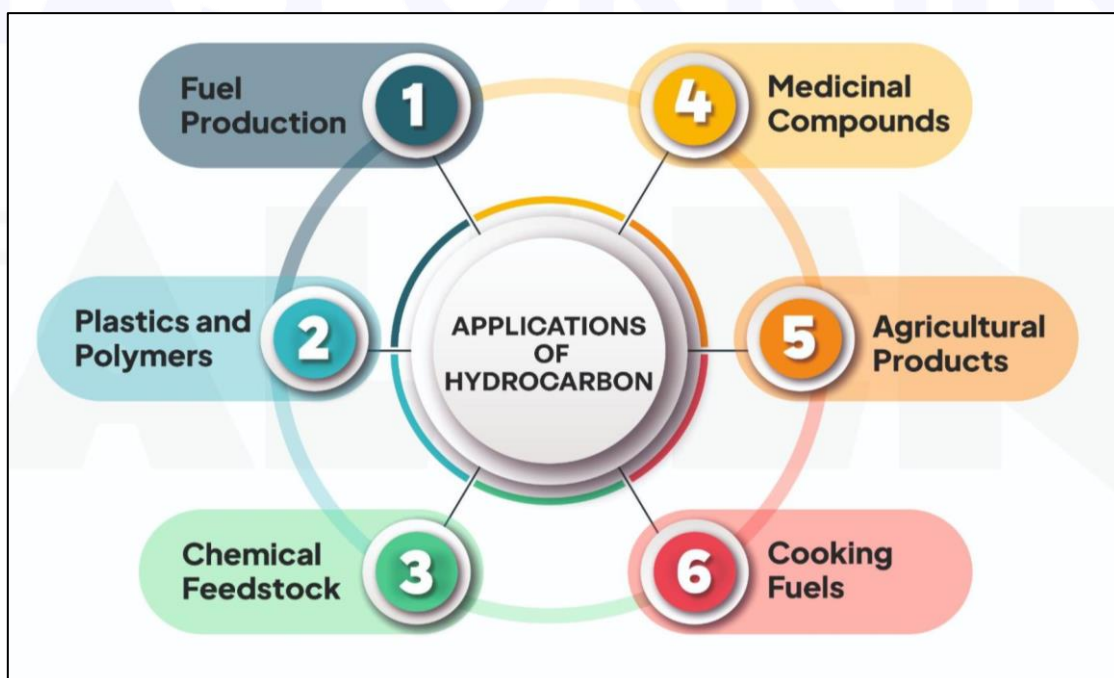 1
Fuel
Production
2
Plastics and
Polymers
3
Chemical
Feedstock
APPLICATIONS
OF
HYDROCARBON
4
Medicinal
Compounds
5
Agricultural
Products
6
Cooking
Fuels